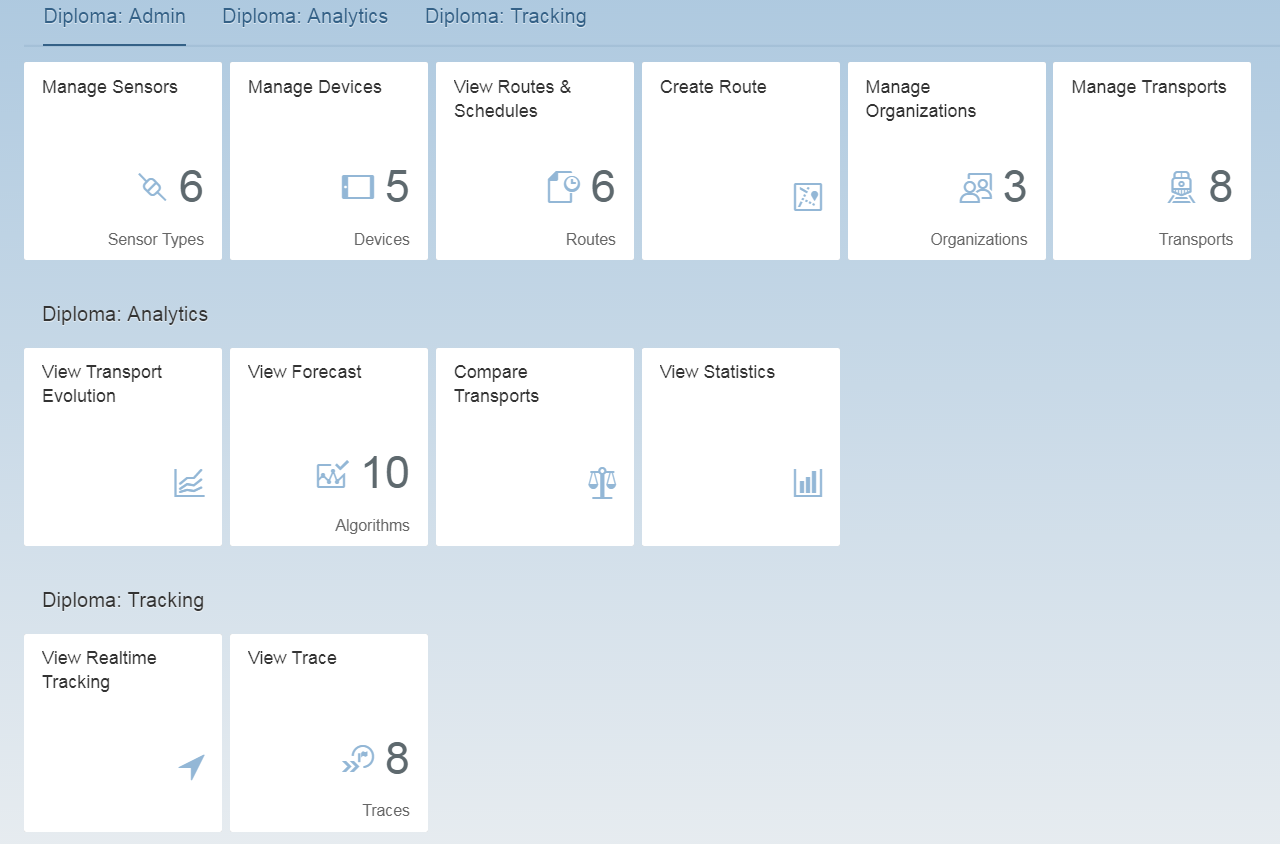 Diploma: Admin Diploma: Analytics Diploma: Tracking
Manage Sensors
6
Sensor Types
Manage Devices
5
Devices
View Routes &
Schedules
6
Routes
Create Route
Manage
Organizations
3
Organizations
Manage Transports
8
Transports
Diploma: Analytics
View Transport
Evolution
View Forecast
10
Algorithms
Compare
Transports
View Statistics
Diploma: Tracking
View Realtime
Tracking
View Trace
8
Traces